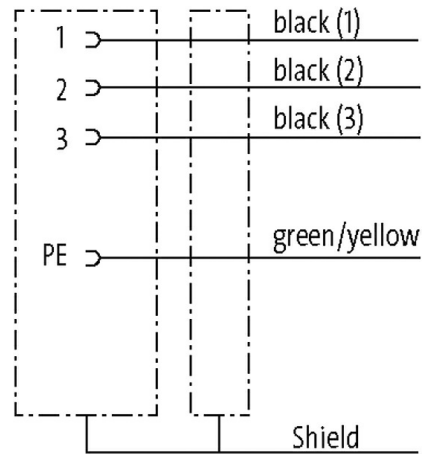 1 black (1)
2 black (2)
3 black (3)
PE green/yellow
Shield